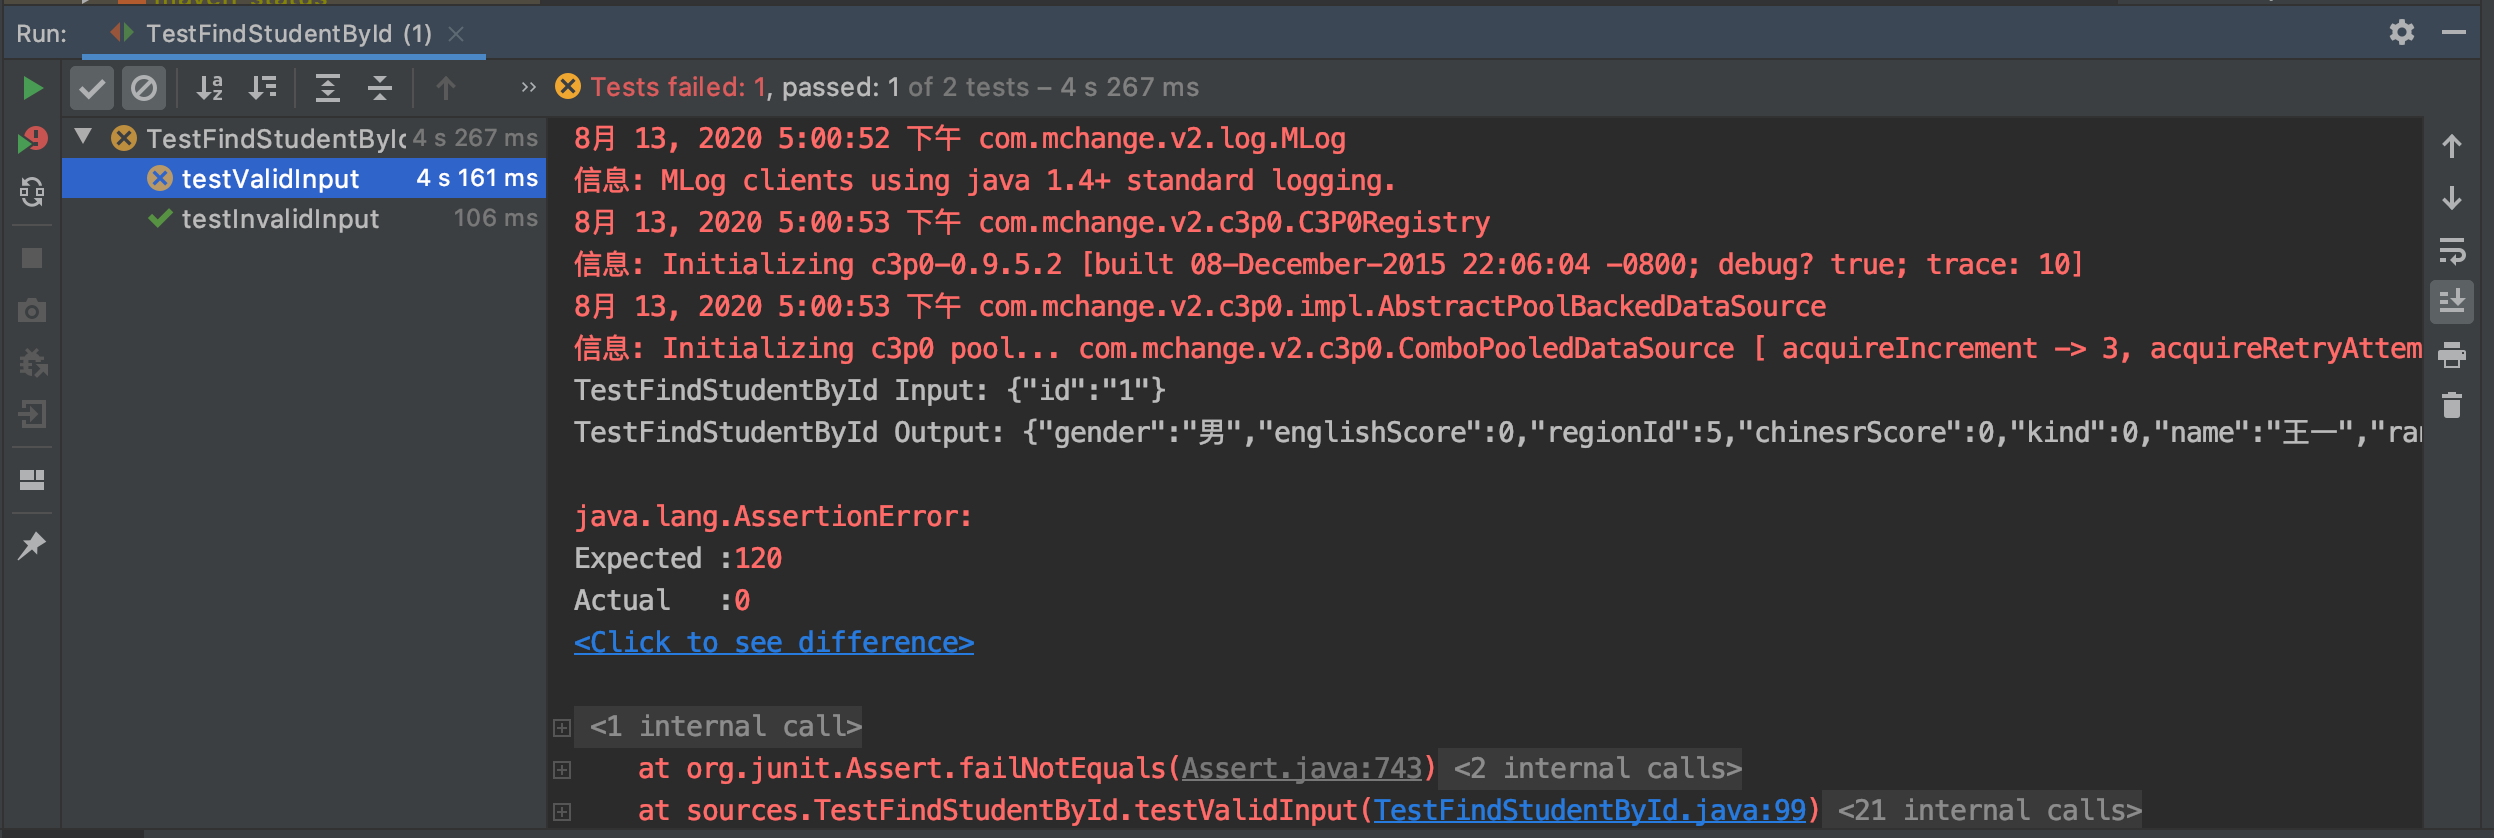 Run: TestFindStudentById (1)
Tests failed: 1, passed: 1 of 2 tests – 4 s 267 ms
TestFindStudentById 4 s 267 ms
testValidInput 4 s 161 ms
testInvalidInput 106 ms
8月 13, 2020 5:00:52 下午 com.mchange.v2.log.MLog
信息: MLog clients using java 1.4+ standard logging.
8月 13, 2020 5:00:53 下午 com.mchange.v2.c3p0.C3P0Registry
信息: Initializing c3p0-0.9.5.2 [built 08-December-2015 22:06:04 -0800; debug? true; trace: 10]
8月 13, 2020 5:00:53 下午 com.mchange.v2.c3p0.impl.AbstractPoolBackedDataSource
信息: Initializing c3p0 pool... com.mchange.v2.c3p0.ComboPooledDataSource [ acquireIncrement -> 3, acquireRetryAttem
TestFindStudentById Input: {"id":"1"}
TestFindStudentById Output: {"gender":"男","englishScore":0,"regionId":5,"chinesrScore":0,"kind":0,"name":"王一","ra
java.lang.AssertionError:
Expected :120
Actual :0
<Click to see difference>
<1 internal call>
at org.junit.Assert.failNotEquals(Assert.java:743) <2 internal calls>
at sources.TestFindStudentById.testValidInput(TestFindStudentById.java:99) <21 internal calls>